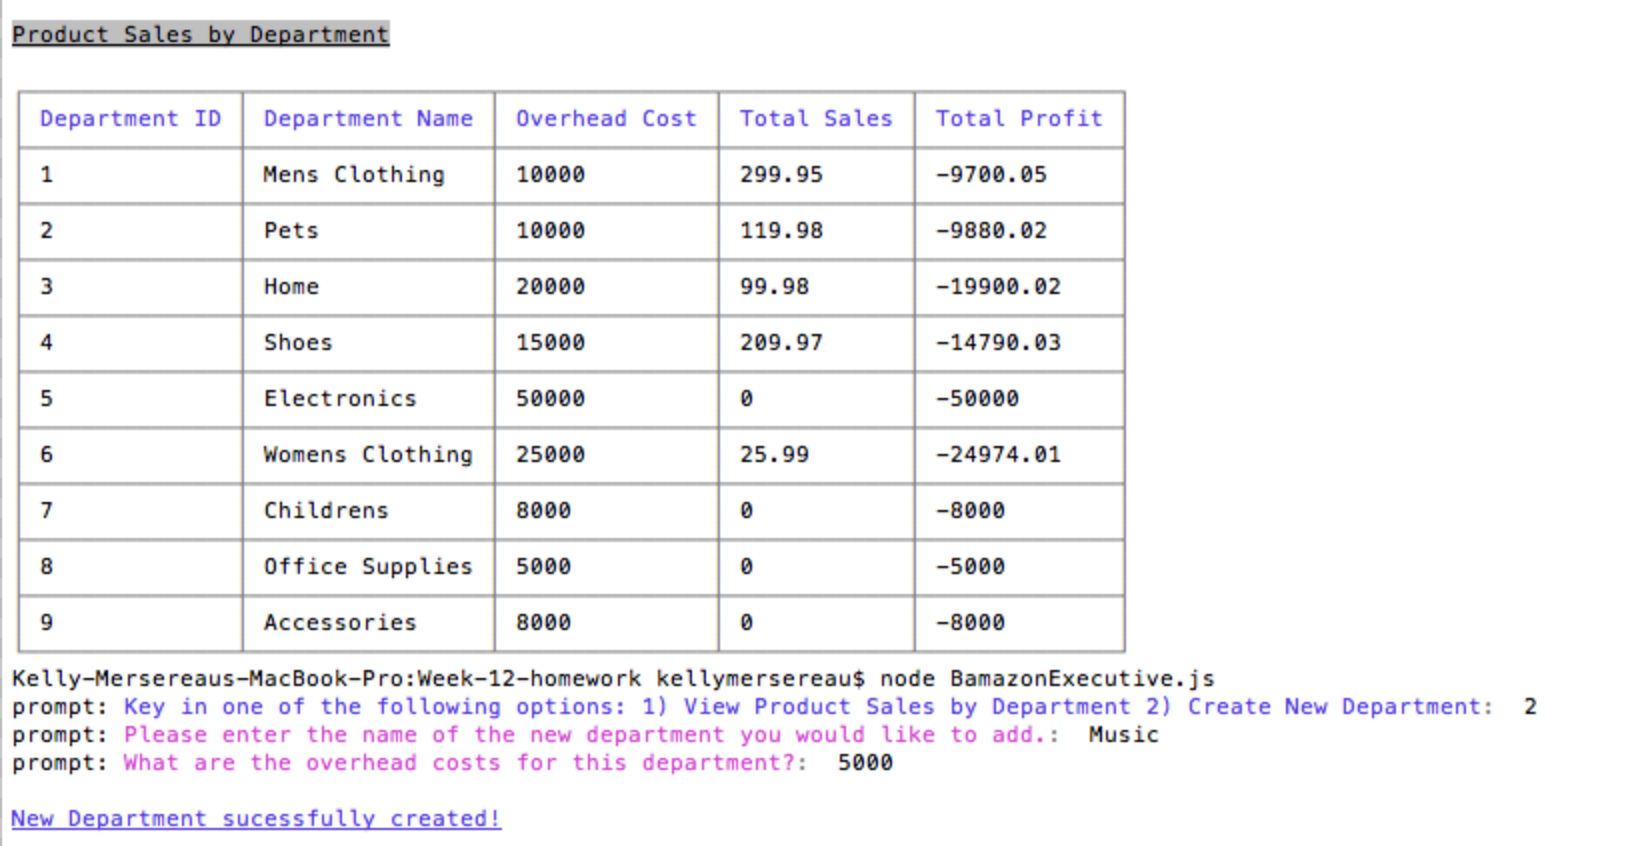 Product Sales by Department
Department ID Department Name Overhead Cost Total Sales Total Profit
1 Mens Clothing 10000 299.95 -9700.05
2 Pets 10000 119.98 -9880.02
3 Home 20000 99.98 -19900.02
4 Shoes 15000 209.97 -14790.03
5 Electronics 50000 0 -50000
6 Womens Clothing 25000 25.99 -24974.01
7 Childrens 8000 0 -8000
8 Office Supplies 5000 0 -5000
9 Accessories 8000 0 -8000
Kelly-Mersereaus-MacBook-Pro:Week-12-homework kellymersereau$ node BamazonExecutive.js
prompt: Key in one of the following options: 1) View Product Sales by Department 2) Create New Department:  2
prompt: Please enter the name of the new department you would like to add.:  Music
prompt: What are the overhead costs for this department?:  5000
New Department sucessfully created!